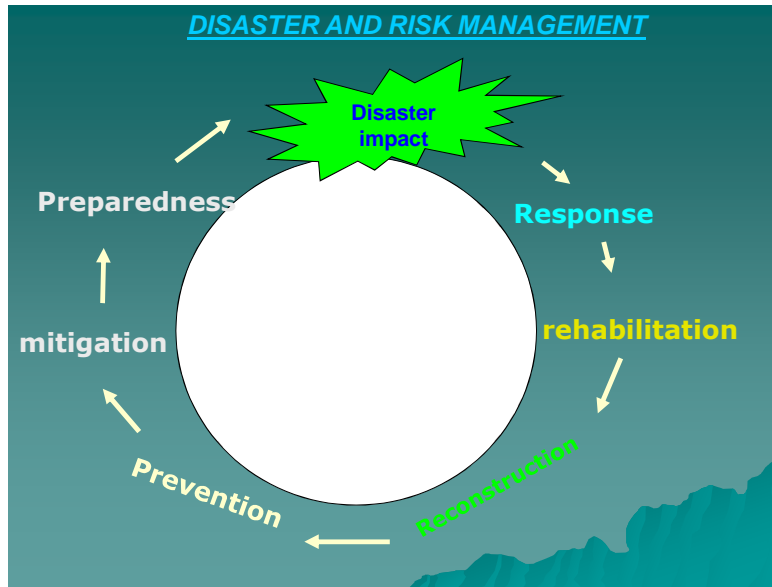 DISASTER AND RISK MANAGEMENT
Disaster
impact
Response
rehabilitation
Reconstruction
Prevention
mitigation
Preparedness